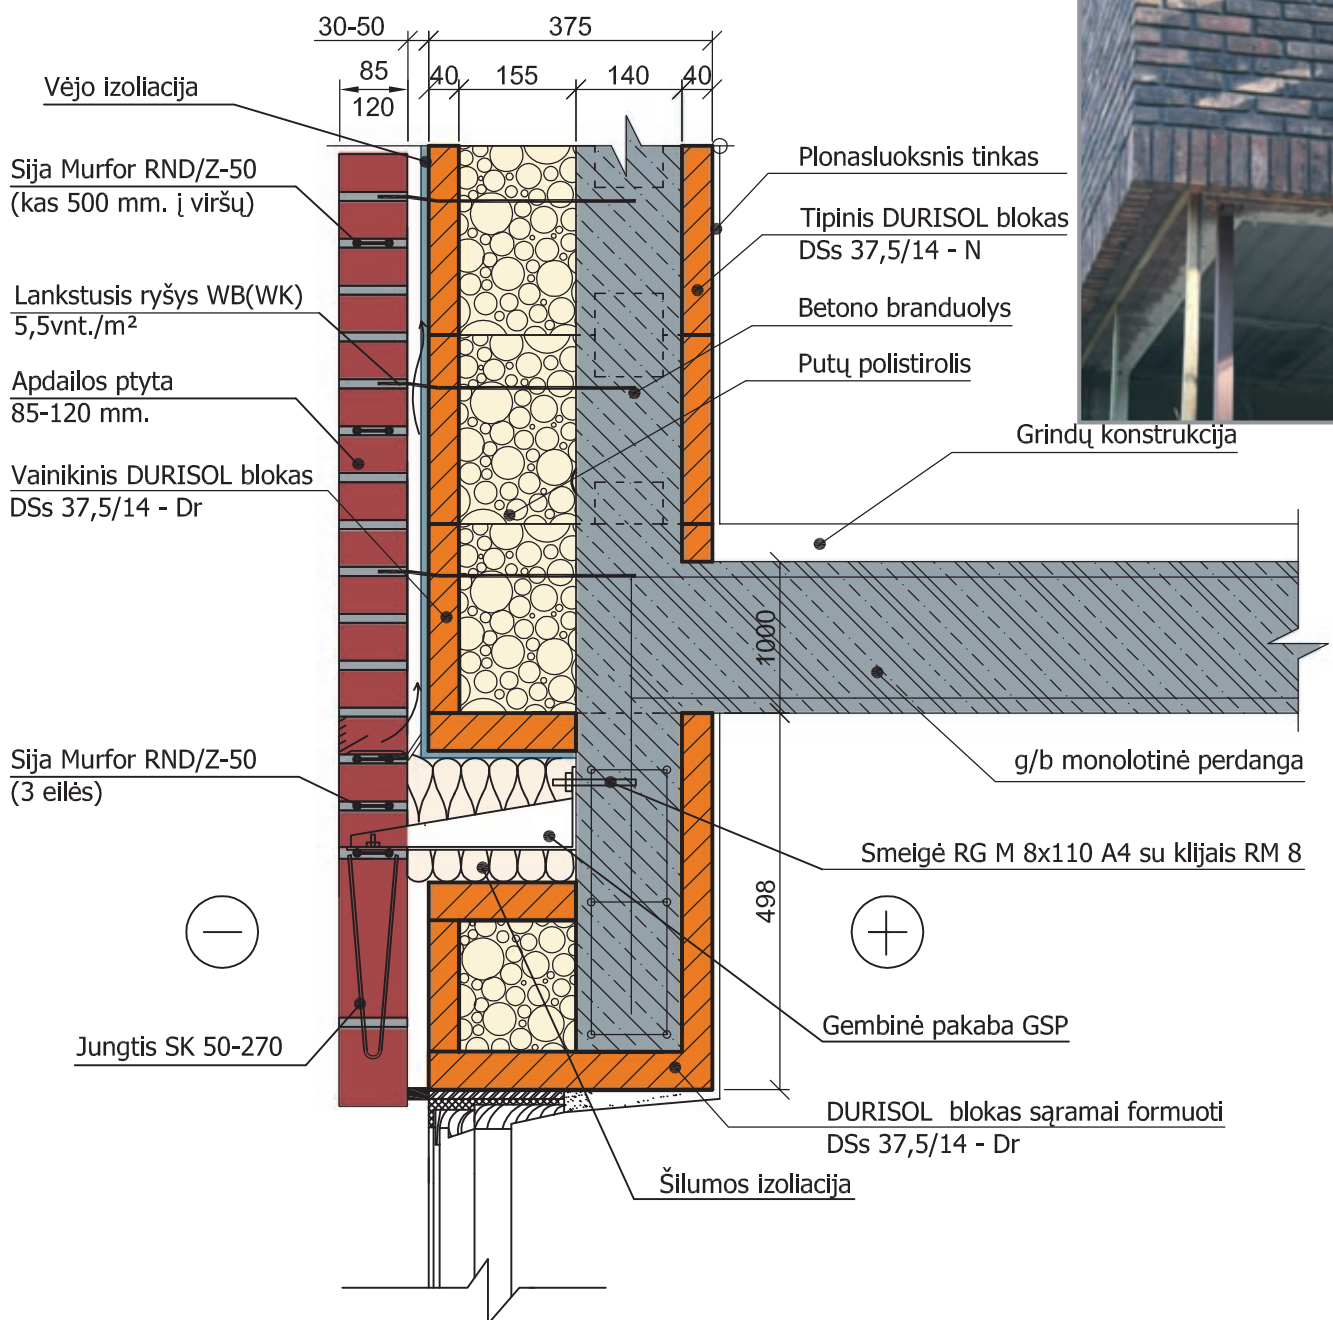 30-50
375
85
120
40
155
140
40
Vėjo izoliacija
Sija Murfor RND/Z-50
(kas 500 mm. į viršų)
Lankstusis ryšys WB(WK)
5,5vnt./m²
Apdailos ptyta
85-120 mm.
Vainikinis DURISOL blokas
DSs 37,5/14 - Dr
Sija Murfor RND/Z-50
(3 eilės)
Jungtis SK 50-270
Plonasluoksnis tinkas
Tipinis DURISOL blokas
DSs 37,5/14 - N
Betono branduolys
Putų polistirolis
Grindų konstrukcija
1000
g/b monolotinė perdanga
Smeigė RG M 8x110 A4 su klijais RM 8
498
Gembinė pakaba GSP
DURISOL blokas sąramai formuoti
DSs 37,5/14 - Dr
Šilumos izoliacija